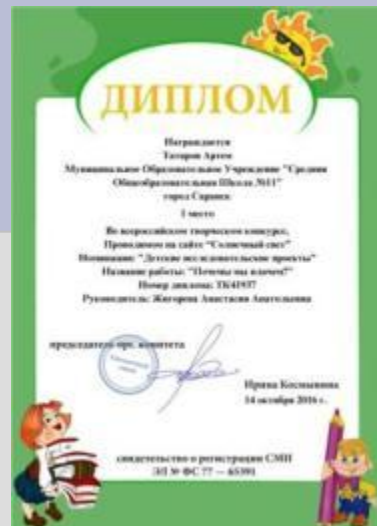 ДИПЛОМ
Награждается
Татаров Артем
Муниципальное Образовательное Учреждение "Средняя
Общеобразовательная Школа №11"
город Саранск
1 место
Во всероссийском творческом конкурсе,
Проводимом на сайте "Солнечный свет"
Номинация: "Детские исследовательские проекты"
Название работы: "Почему мы плачем?"
Номер диплома: ТК41937
Руководитель: Жигорева Анастасия Анатольевна
председатель орг. комитета
Ирина Космынина
14 октября 2016 г.
свидетельство о регистрации СМИ
ЭЛ № ФС 77 — 65391